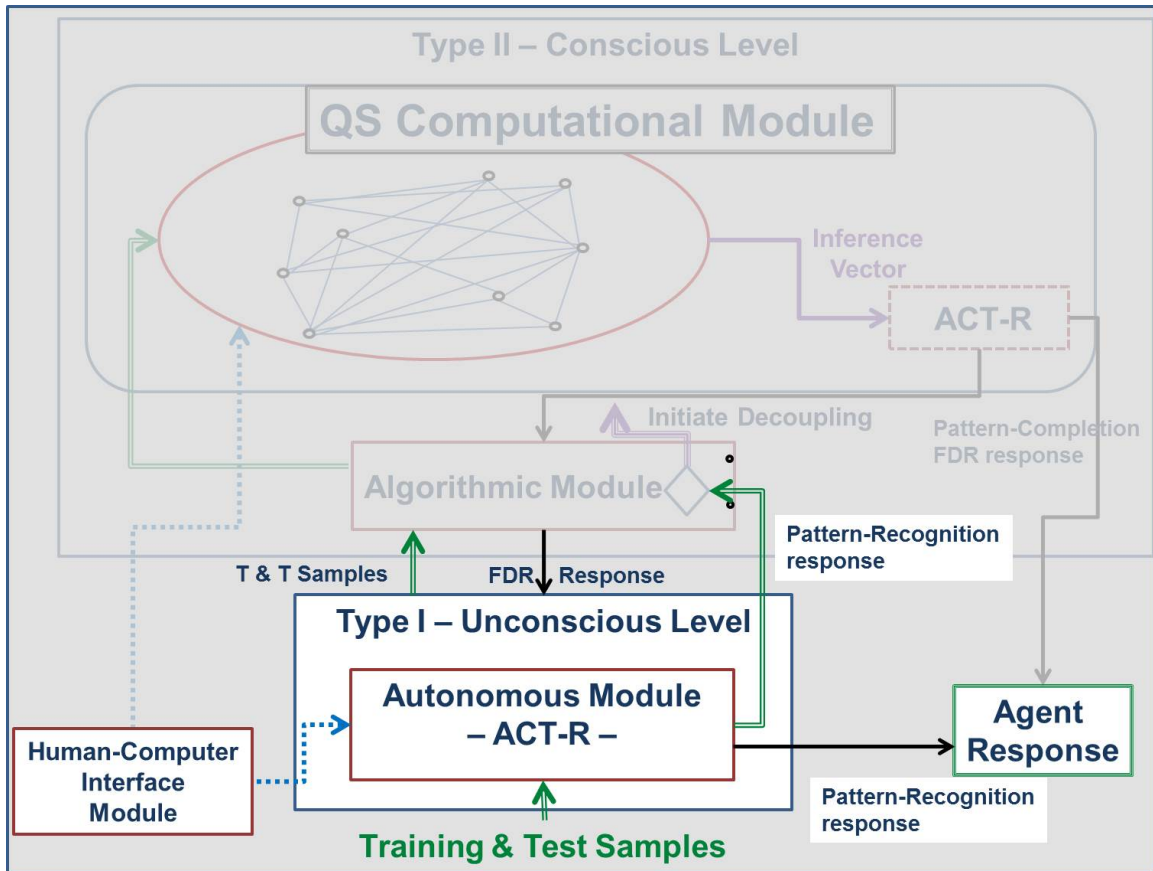 Type II – Conscious Level
QS Computational Module
Inference
Vector
ACT-R
Initiate Decoupling
Pattern-Completion
FDR response
Algorithmic Module
Pattern-Recognition
response
T & T Samples
FDR Response
Type I – Unconscious Level
Autonomous Module
– ACT-R –
Agent
Response
Human-Computer
Interface
Module
Pattern-Recognition
response
Training & Test Samples